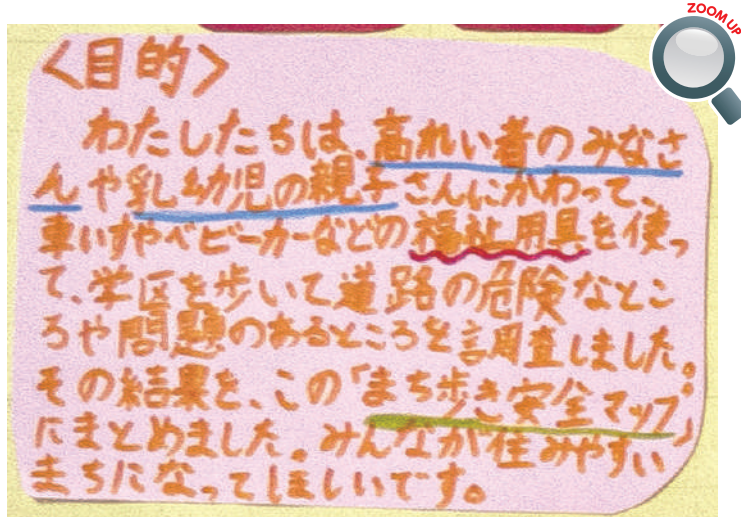 ZOOM UP
<目的>
わたしたちは、高れい者のみなさ
んや乳幼児の親子さんにかわって、
車いすやベビーカーなどの福祉用具を使っ
て、学区を歩いて道路の危険なとこ
ろや問題のあるところを調査しました。
その結果を、この「まち歩き安全マップ」
にまとめました。みんなが住みやすい
まちになってほしいです。